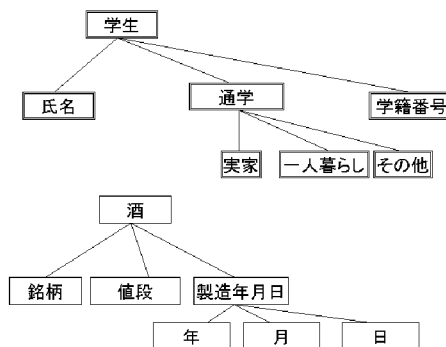 学生
氏名
通学
学籍番号
実家
一人暮らし
その他
酒
銘柄
値段
製造年月日
年
月
日